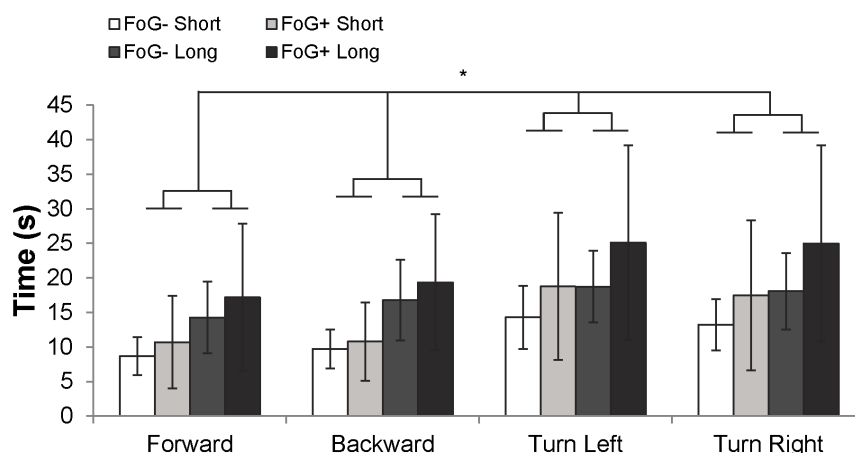 FoG- Short FoG+ Short
FoG- Long FoG+ Long
*
45
40
35
30
25
20
15
10
5
0
Time (s)
Forward Backward Turn Left Turn Right